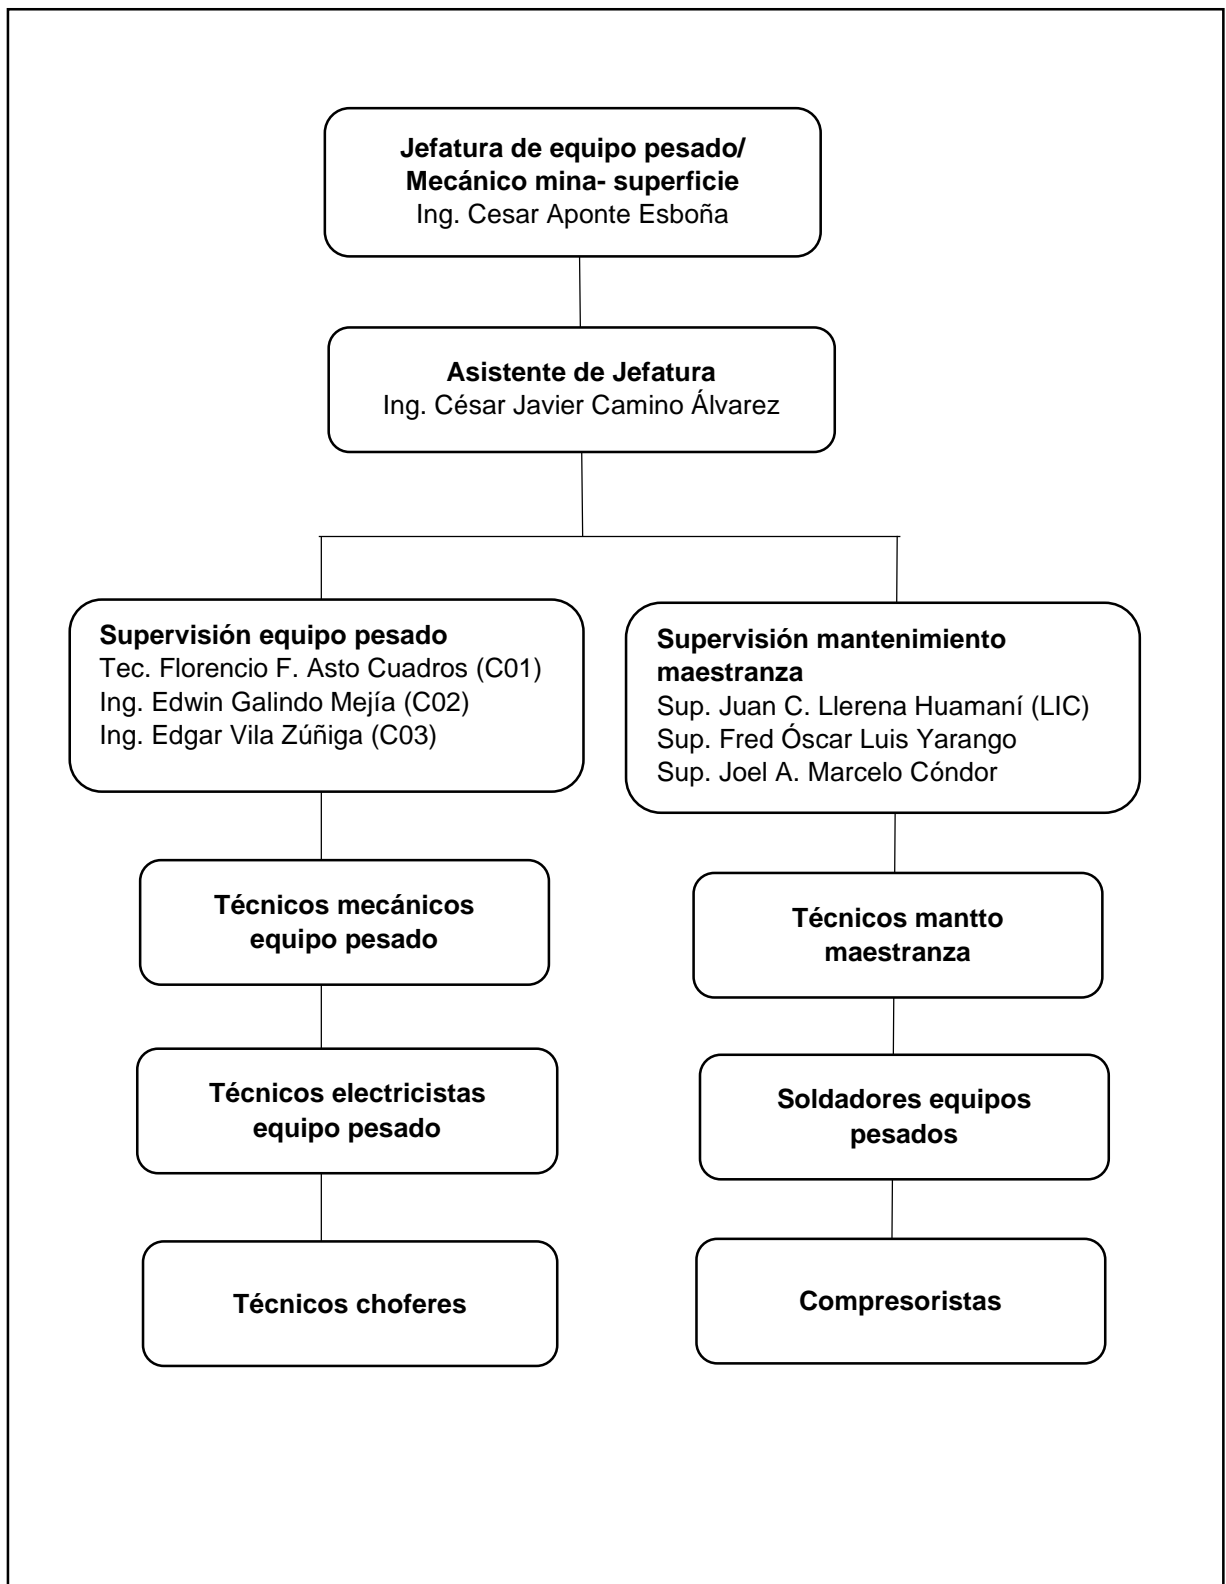 Jefatura de equipo pesado/
Mecánico mina- superficie
Ing. Cesar Aponte Esboña
Asistente de Jefatura
Ing. César Javier Camino Álvarez
Supervisión equipo pesado
Tec. Florencio F. Asto Cuadros (C01)
Ing. Edwin Galindo Mejía (C02)
Ing. Edgar Vila Zúñiga (C03)
Supervisión mantenimiento
maestranza
Sup. Juan C. Llerena Huamaní (LIC)
Sup. Fred Óscar Luis Yarango
Sup. Joel A. Marcelo Cóndor
Técnicos mecánicos
equipo pesado
Técnicos mantto
maestranza
Técnicos electricistas
equipo pesado
Soldadores equipos
pesados
Técnicos choferes
Compresoristas